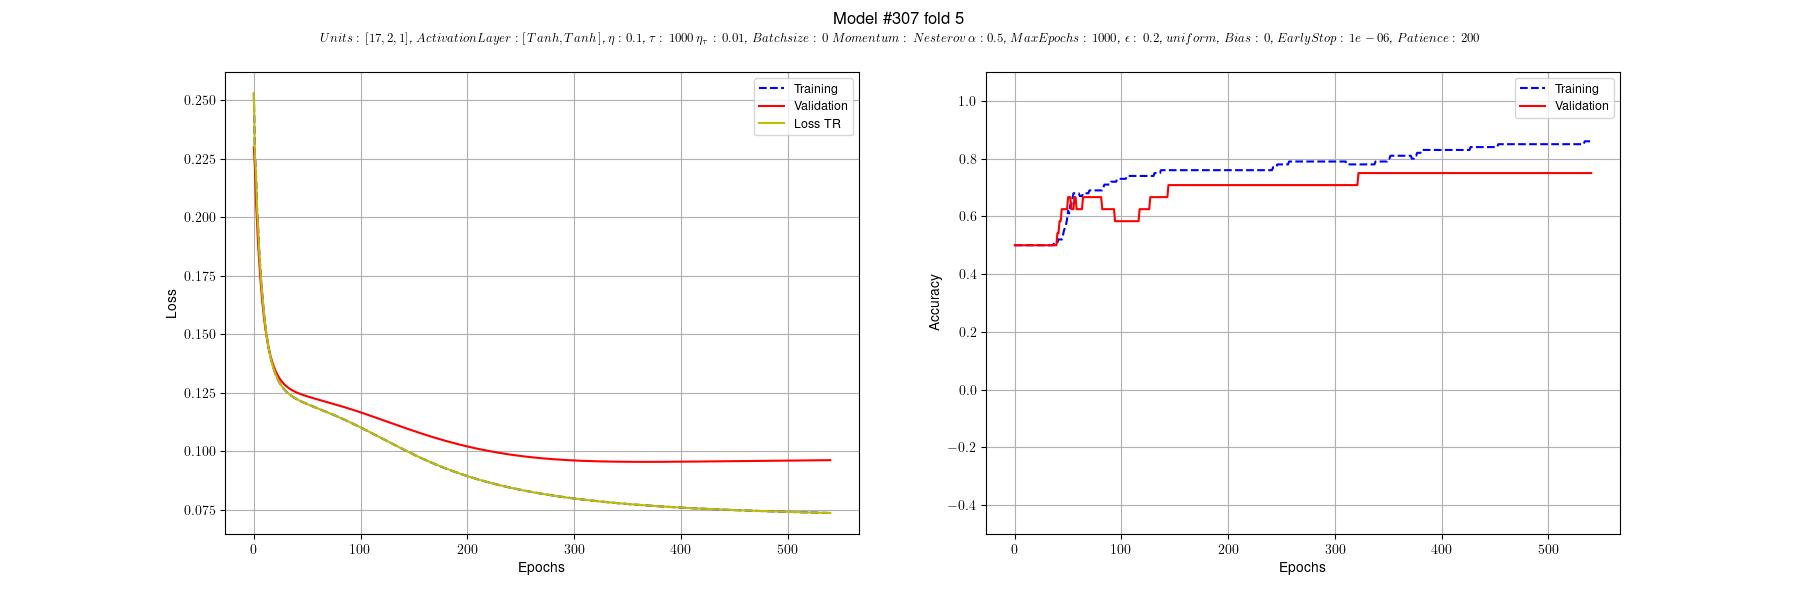 Model #307 fold 5
Units : [17, 2, 1], ActivationLayer : [Tanh, Tanh], η : 0.1, τ : 1000 η_τ : 0.01, Batchsize : 0 Momentum : Nesterov α : 0.5, MaxEpochs : 1000, ϵ : 0.2, uniform, Bias : 0, EarlyStop : 1e − 06, Patience : 200
Training
Validation
Loss TR
0.250
0.225
0.200
0.175
0.150
0.125
0.100
0.075
Loss
0 100 200 300 400 500
Epochs
Training
Validation
1.0
0.8
0.6
0.4
0.2
0.0
−0.2
−0.4
Accuracy
0 100 200 300 400 500
Epochs